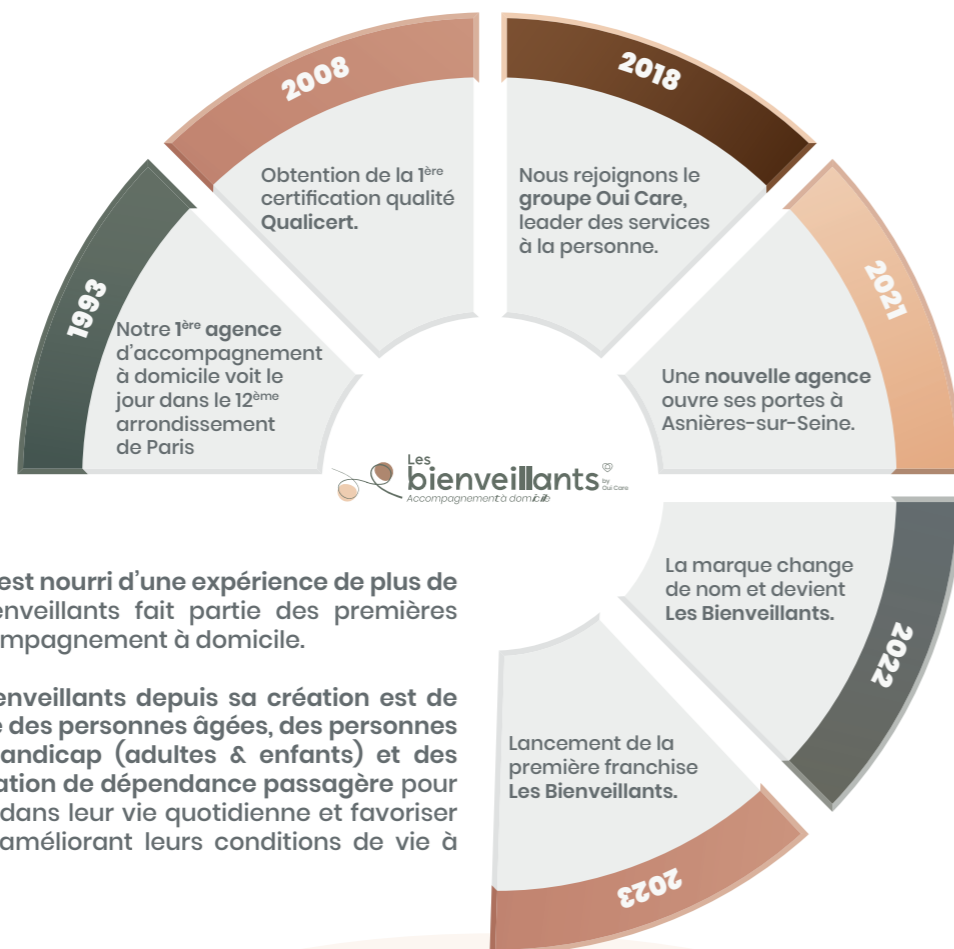 1993
Notre 1ère agence
d'accompagnement
à domicile voit le
jour dans le 12ème
arrondissement
de Paris
2008
Obtention de la 1ère
certification qualité
Qualicert.
2018
Nous rejoignons le
groupe Oui Care,
leader des services
à la personne.
2021
Une nouvelle agence
ouvre ses portes à
Asnières-sur-Seine.
2022
La marque change
de nom et devient
Les Bienveillants.
2023
Lancement de la
première franchise
Les Bienveillants.
Les
bienveillants
by
Oui Care
Accompagnement à domicile
est nourri d'une expérience de plus de
enveillants fait partie des premières
mpagnement à domicile.
enveillants depuis sa création est de
e des personnes âgées, des personnes
andicap (adultes & enfants) et des
ation de dépendance passagère pour
dans leur vie quotidienne et favoriser
améliorant leurs conditions de vie à